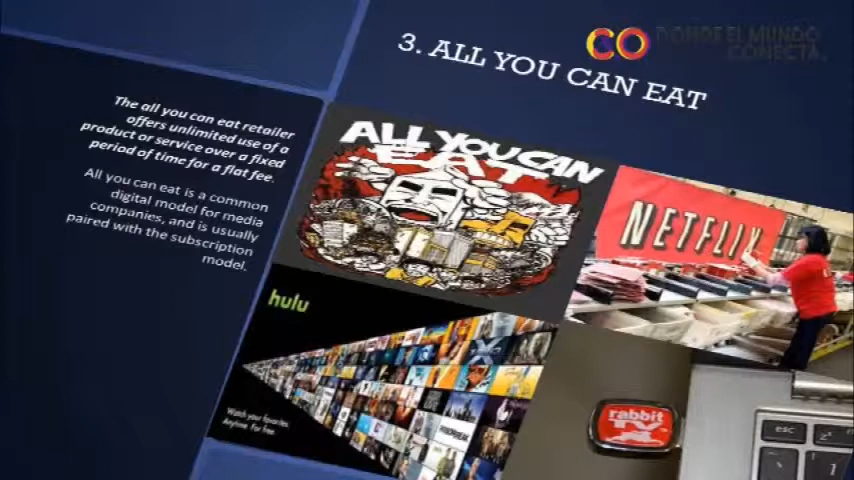 3. ALL YOU CAN EAT
CO DONDE EL MUNDO
CONECTA.
The all you can eat retailer
offers unlimited use of a
product or service over a fixed
period of time for a flat fee.
All you can eat is a common
digital model for media
companies, and is usually
paired with the subscription
model.
ALL YOU CAN
EAT
NETFLIX
hulu
Watch your favorites.
Anytime. For free.
rabbit
TV
esc
1